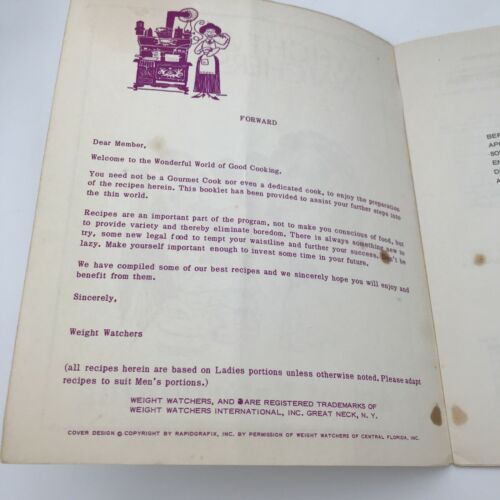 FORWARD
Dear Member,
Welcome to the Wonderful World of Good Cooking.
You need not be a Gourmet Cook nor even a dedicated cook, to enjoy the preparation
of the recipes herein. This booklet has been provided to assist your further steps into
the thin world.
Recipes are an important part of the program, not to make you conscious of food, but
to provide variety and thereby eliminate boredom. There is always something new to
try, some new legal food to tempt your waistline and further your success. Don't be
lazy. Make yourself important enough to invest some time in your future.
We have compiled some of our best recipes and we sincerely hope you will enjoy and
benefit from them.
Sincerely,
Weight Watchers
(all recipes herein are based on Ladies portions unless otherwise noted. Please adapt
recipes to suit Men's portions.)
WEIGHT WATCHERS, AND ARE REGISTERED TRADEMARKS OF
WEIGHT WATCHERS INTERNATIONAL, INC. GREAT NECK, N.Y.
COVER DESIGN © COPYRIGHT BY RAPIDGRAFIX, INC. BY PERMISSION OF WEIGHT WATCHERS OF CENTRAL FLORIDA, INC.